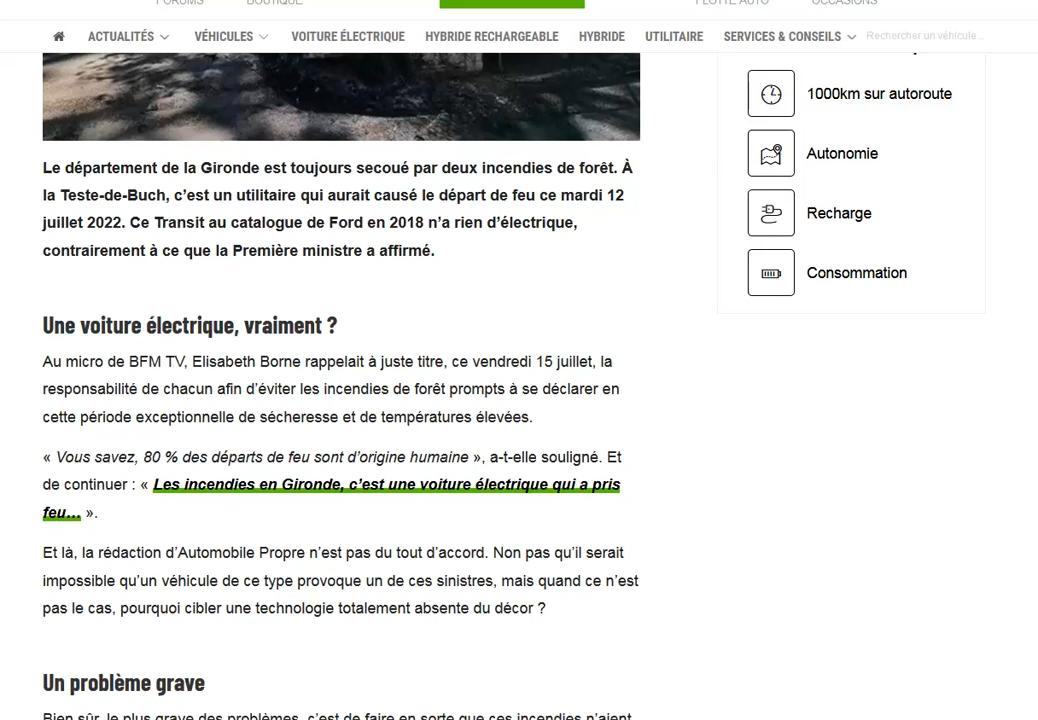 FORUMS BOUTIQUE FLOTTE AUTO OCCASIONS
ACTUALITÉS VÉHICULES VOITURE ÉLECTRIQUE HYBRIDE RECHARGEABLE HYBRIDE UTILITAIRE SERVICES & CONSEILS Rechercher un véhicule...
1000km sur autoroute
Autonomie
Recharge
Consommation
Le département de la Gironde est toujours secoué par deux incendies de forêt. À
la Teste-de-Buch, c’est un utilitaire qui aurait causé le départ de feu ce mardi 12
juillet 2022. Ce Transit au catalogue de Ford en 2018 n’a rien d’électrique,
contrairement à ce que la Première ministre a affirmé.
Une voiture électrique, vraiment ?
Au micro de BFM TV, Elisabeth Borne rappelait à juste titre, ce vendredi 15 juillet, la
responsabilité de chacun afin d’éviter les incendies de forêt prompts à se déclarer en
cette période exceptionnelle de sécheresse et de températures élevées.
« Vous savez, 80 % des départs de feu sont d’origine humaine », a-t-elle souligné. Et
de continuer : « Les incendies en Gironde, c’est une voiture électrique qui a pris
feu… ».
Et là, la rédaction d’Automobile Propre n’est pas du tout d’accord. Non pas qu’il serait
impossible qu’un véhicule de ce type provoque un de ces sinistres, mais quand ce n’est
pas le cas, pourquoi cibler une technologie totalement absente du décor ?
Un problème grave
Bien sûr, le plus grave des problèmes, c’est de faire en sorte que ces incendies n’aient